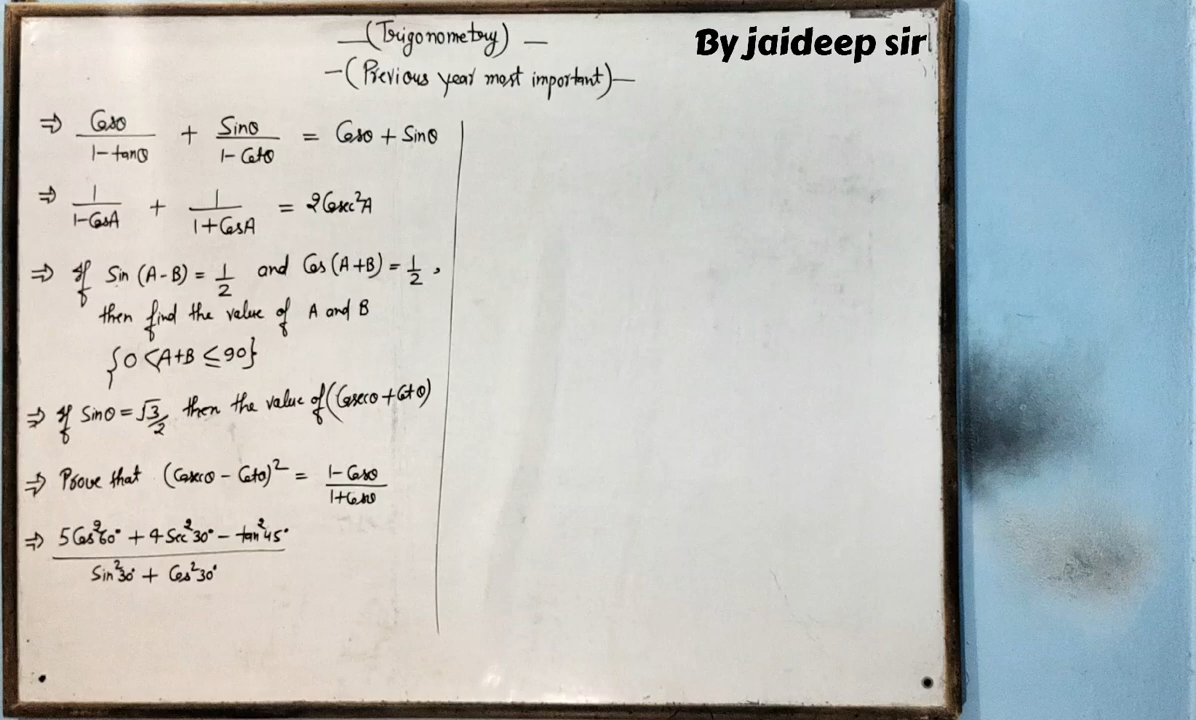 —(Trigonometry)—
By jaideep sir
—(Previous year most important)—
⇒ Cosθ/(1-tanθ) + Sinθ/(1-Cotθ) = Cosθ + Sinθ
⇒ 1/(1-CosA) + 1/(1+CosA) = 2Cosec²A
⇒ If Sin (A-B) = 1/2 and Cos (A+B) = 1/2,
then find the value of A and B
{0 < A+B ≤ 90}
⇒ If Sinθ = √3/2 then the value of (Cosecθ + Cotθ)
⇒ Prove that (Cosecθ - Cotθ)² = (1-Cosθ)/(1+Cosθ)
⇒ (5Cos²60° + 4Sec²30° - tan²45°)/(Sin²30° + Cos²30°)